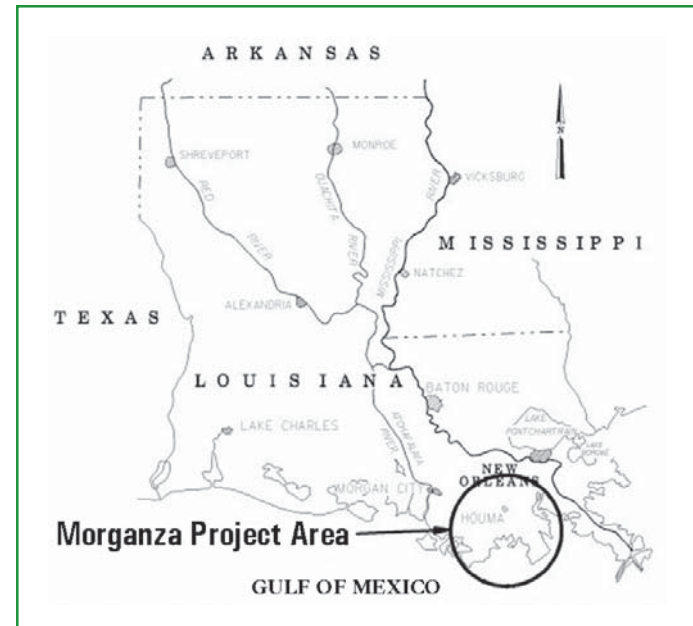 ARKANSAS
N
SHREVEPORT
MONROE
VICKSBURG
RED
RIVER
OUACHITA
RIVER
MISSISSIPPI
RIVER
MISSISSIPPI
NATCHEZ
ALEXANDRIA
TEXAS
LOUISIANA
BATON ROUGE
LAKE CHARLES
ATCHAFALAYA
RIVER
LAKE
PONTCHARTRAIN
LAKE
BORGNE
NEW
ORLEANS
MORGAN CITY
HOUMA
Morganza Project Area
GULF OF MEXICO